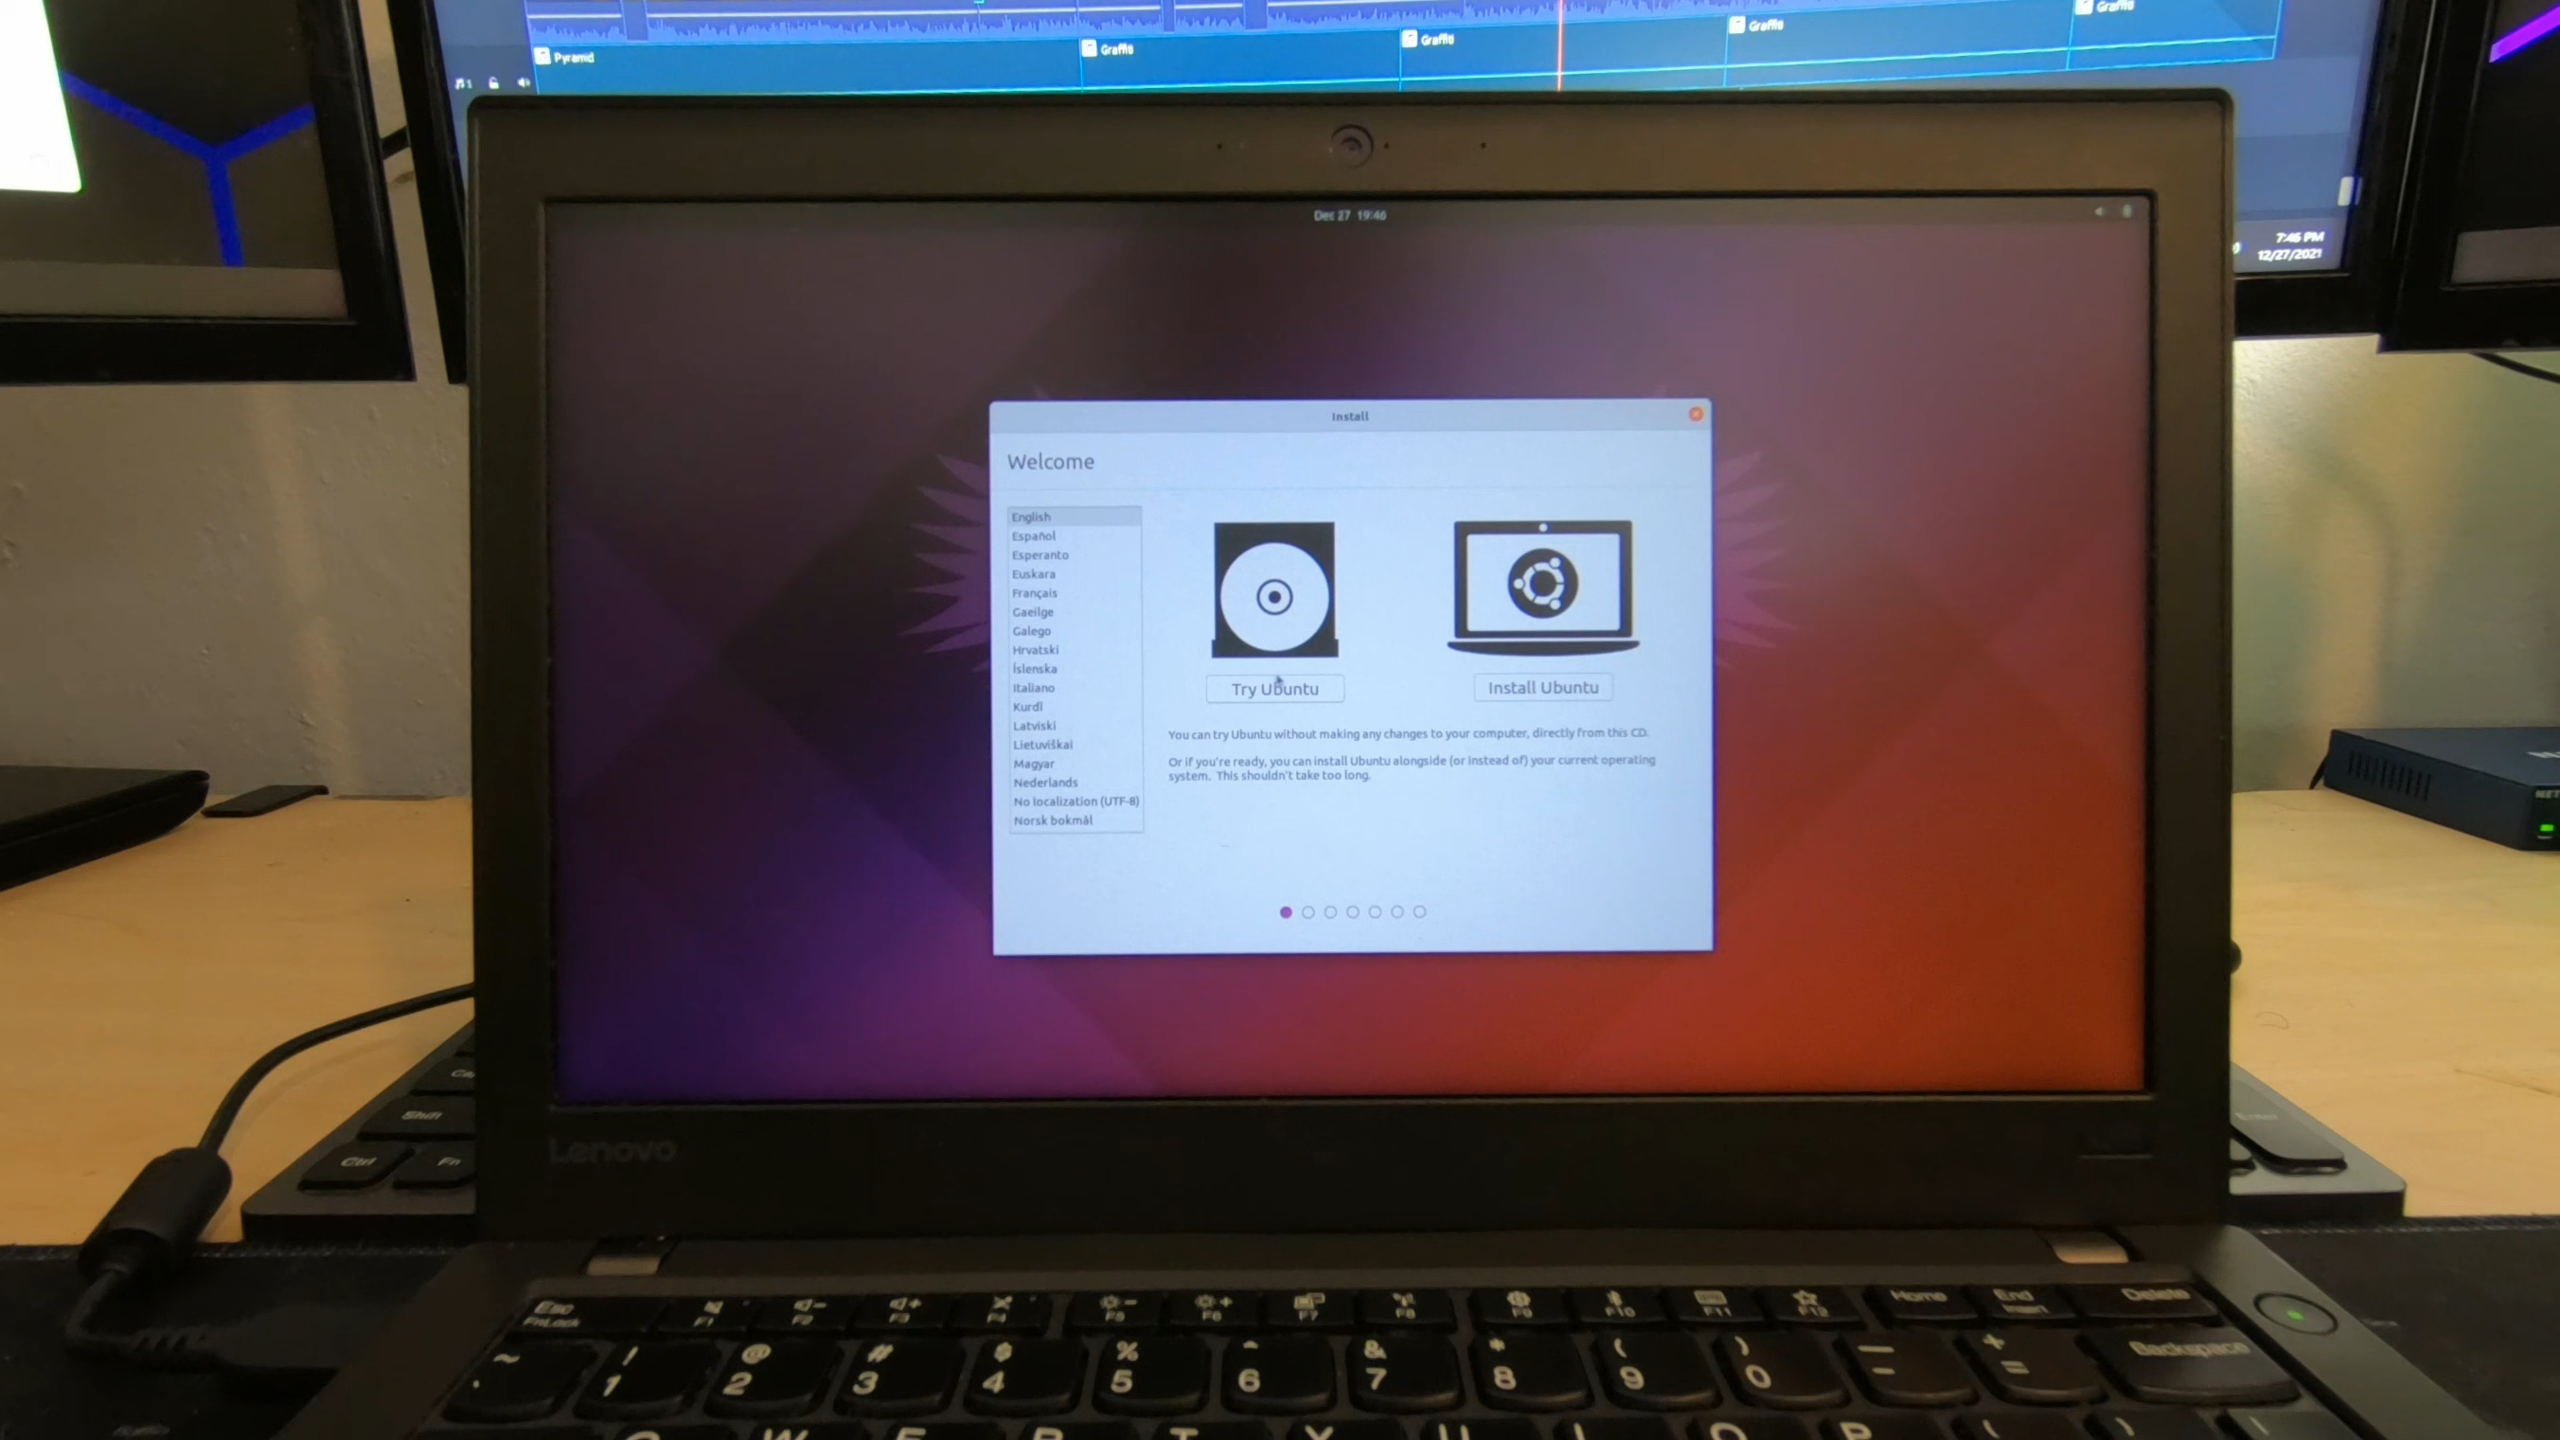 Graffiti
Graffiti
Graffiti
Graffiti
Pyramid
7:46 PM
12/27/2021
Dec 27 19:46
Install
Welcome
English
Español
Esperanto
Euskara
Français
Gaeilge
Galego
Hrvatski
Íslenska
Italiano
Kurdî
Latviski
Lietuviškai
Magyar
Nederlands
No localization (UTF-8)
Norsk bokmål
Try Ubuntu
Install Ubuntu
You can try Ubuntu without making any changes to your computer, directly from this CD.
Or if you're ready, you can install Ubuntu alongside (or instead of) your current operating
system. This shouldn't take too long.
Lenovo
Shift
Ctrl Fn
Enter
Esc Home End Delete
FnLock F1 F2 F3 F4 F5 F6 F7 F8 F9 F10 F11 F12 Insert
~ ! @ # $ % ^ & * ( ) _ + Backspace
` 1 2 3 4 5 6 7 8 9 0 - =
Q W E R T Y U I O P { } |